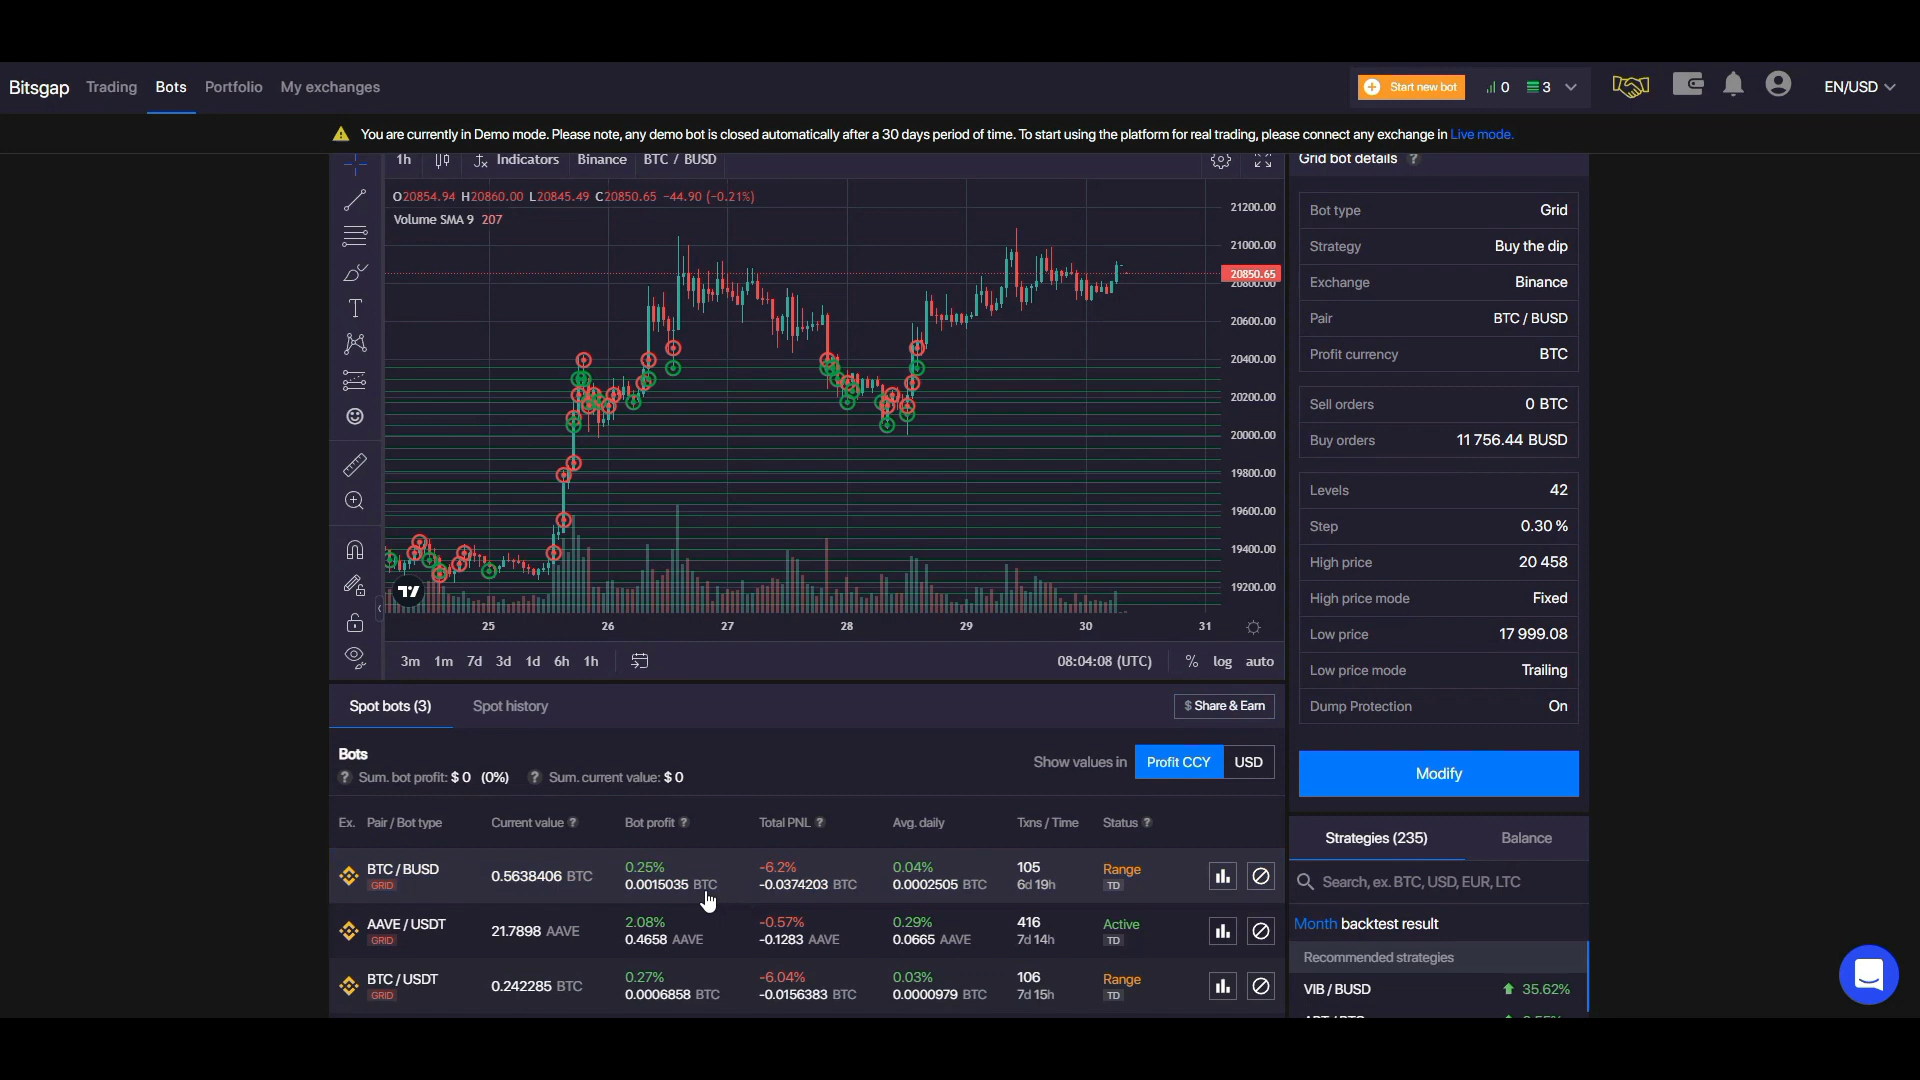 Bitsgap Trading Bots Portfolio My exchanges Start new bot 0 3 EN/USD
You are currently in Demo mode. Please note, any demo bot is closed automatically after a 30 days period of time. To start using the platform for real trading, please connect any exchange in Live mode.
1h Indicators Binance BTC / BUSD
O20854.94 H20860.00 L20845.49 C20850.65 -44.90 (-0.21%)
Volume SMA 9 207
21200.00
21000.00
20850.65
20800.00
20600.00
20400.00
20200.00
20000.00
19800.00
19600.00
19400.00
19200.00
25 26 27 28 29 30 31
3m 1m 7d 3d 1d 6h 1h 08:04:08 (UTC) % log auto
Grid bot details ?
Bot type Grid
Strategy Buy the dip
Exchange Binance
Pair BTC / BUSD
Profit currency BTC
Sell orders 0 BTC
Buy orders 11 756.44 BUSD
Levels 42
Step 0.30 %
High price 20 458
High price mode Fixed
Low price 17 999.08
Low price mode Trailing
Dump Protection On
Modify
Spot bots (3) Spot history $ Share & Earn
Bots
? Sum. bot profit: $ 0 (0%) ? Sum. current value: $ 0
Show values in Profit CCY USD
Ex. Pair / Bot type Current value ? Bot profit ? Total PNL ? Avg. daily Txns / Time Status ?
BTC / BUSD 0.5638406 BTC 0.25% -6.2% 0.04% 105 Range
GRID 0.0015035 BTC -0.0374203 BTC 0.0002505 BTC 6d 19h TD
AAVE / USDT 21.7898 AAVE 2.08% -0.57% 0.29% 416 Active
GRID 0.4658 AAVE -0.1283 AAVE 0.0665 AAVE 7d 14h TD
BTC / USDT 0.242285 BTC 0.27% -6.04% 0.03% 106 Range
GRID 0.0006858 BTC -0.0156383 BTC 0.0000979 BTC 7d 15h TD
Strategies (235) Balance
Search, ex. BTC, USD, EUR, LTC
Month backtest result
Recommended strategies
VIB / BUSD 35.62%